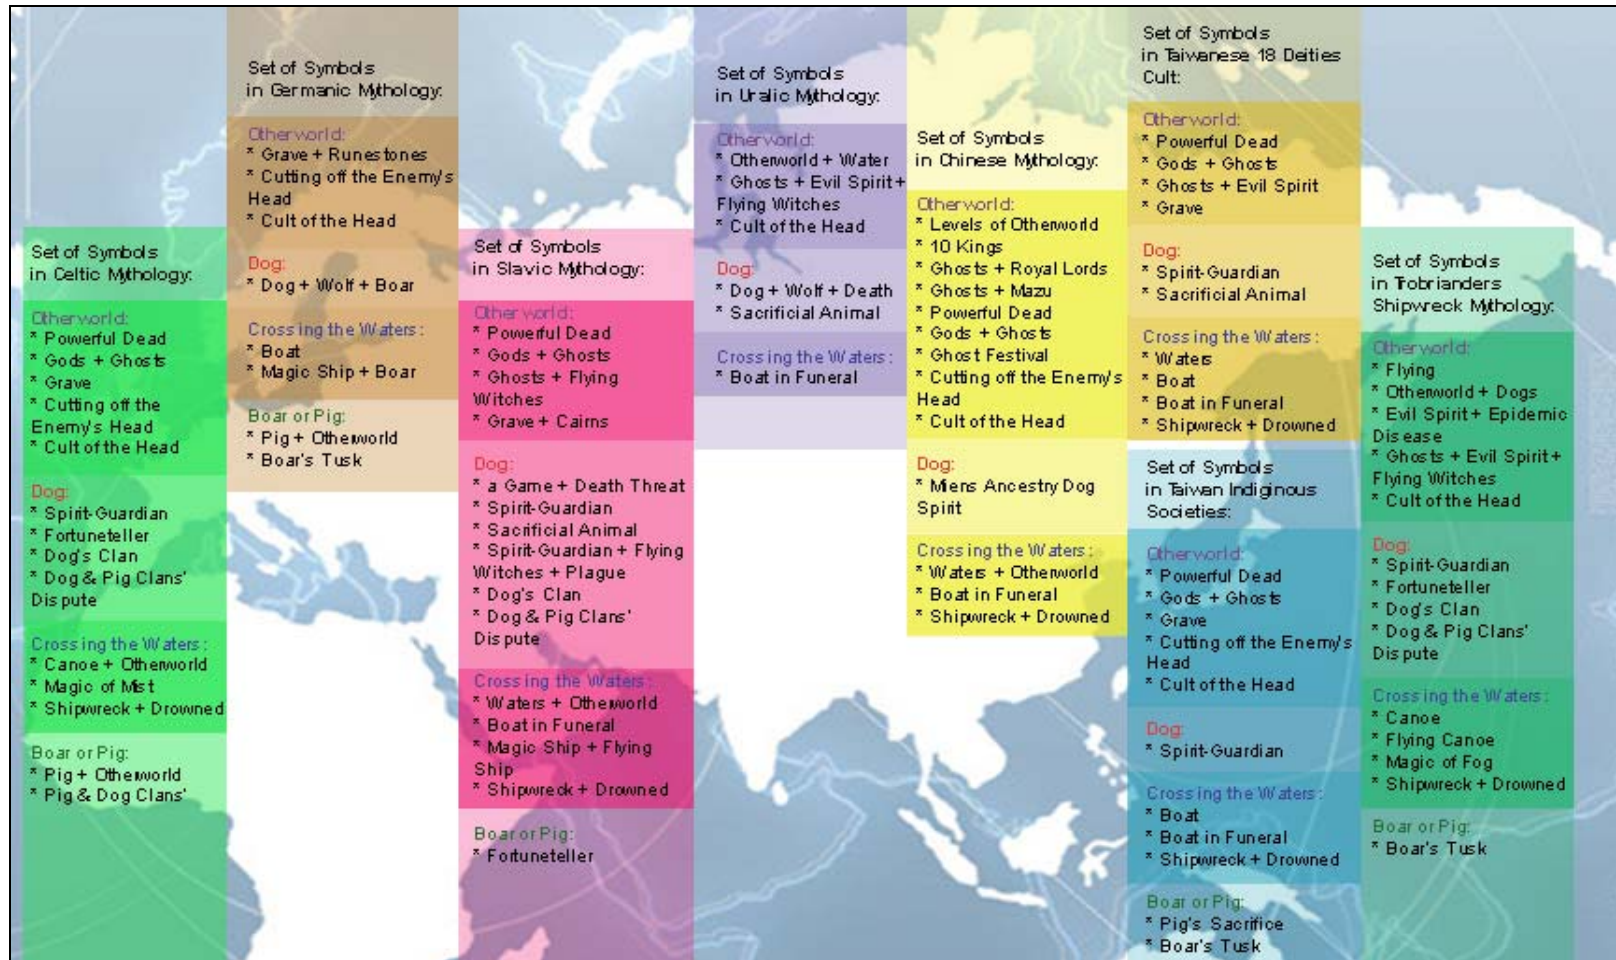 Set of Symbols
in Celtic Mythology:
Otherworld:
* Powerful Dead
* Gods + Ghosts
* Grave
* Cutting off the
Enemy's Head
* Cult of the Head
Dog:
* Spirit-Guardian
* Fortuneteller
* Dog's Clan
* Dog & Pig Clans'
Dispute
Crossing the Waters:
* Canoe + Otherworld
* Magic of Mist
* Shipwreck + Drowned
Boar or Pig:
* Pig + Otherworld
* Pig & Dog Clans'
Set of Symbols
in Germanic Mythology:
Otherworld:
* Grave + Runestones
* Cutting off the Enemy's
Head
* Cult of the Head
Dog:
* Dog + Wolf + Boar
Crossing the Waters:
* Boat
* Magic Ship + Boar
Boar or Pig:
* Pig + Otherworld
* Boar's Tusk
Set of Symbols
in Slavic Mythology:
Otherworld:
* Powerful Dead
* Gods + Ghosts
* Ghosts + Flying
Witches
* Grave + Cairns
Dog:
* a Game + Death Threat
* Spirit-Guardian
* Sacrificial Animal
* Spirit-Guardian + Flying
Witches + Plague
* Dog's Clan
* Dog & Pig Clans'
Dispute
Crossing the Waters:
* Waters + Otherworld
* Boat in Funeral
* Magic Ship + Flying
Ship
* Shipwreck + Drowned
Boar or Pig:
* Fortuneteller
Set of Symbols
in Uralic Mythology:
Otherworld:
* Otherworld + Water
* Ghosts + Evil Spirit +
Flying Witches
* Cult of the Head
Dog:
* Dog + Wolf + Death
* Sacrificial Animal
Crossing the Waters:
* Boat in Funeral
Set of Symbols
in Chinese Mythology:
Otherworld:
* Levels of Otherworld
* 10 Kings
* Ghosts + Royal Lords
* Ghosts + Mazu
* Powerful Dead
* Gods + Ghosts
* Ghost Festival
* Cutting off the Enemy's
Head
* Cult of the Head
Dog:
* Miens Ancestry Dog
Spirit
Crossing the Waters:
* Waters + Otherworld
* Boat in Funeral
* Shipwreck + Drowned
Set of Symbols
in Taiwanese 18 Deities
Cult:
Otherworld:
* Powerful Dead
* Gods + Ghosts
* Ghosts + Evil Spirit
* Grave
Dog:
* Spirit-Guardian
* Sacrificial Animal
Crossing the Waters:
* Waters
* Boat
* Boat in Funeral
* Shipwreck + Drowned
Set of Symbols
in Taiwan Indiginous
Societies:
Otherworld:
* Powerful Dead
* Gods + Ghosts
* Grave
* Cutting off the Enemy's
Head
* Cult of the Head
Dog:
* Spirit-Guardian
Crossing the Waters:
* Boat
* Boat in Funeral
* Shipwreck + Drowned
Boar or Pig:
* Pig's Sacrifice
* Boar's Tusk
Set of Symbols
in Trobrianders
Shipwreck Mythology:
Otherworld:
* Flying
* Otherworld + Dogs
* Evil Spirit + Epidemic
Disease
* Ghosts + Evil Spirit +
Flying Witches
* Cult of the Head
Dog:
* Spirit-Guardian
* Fortuneteller
* Dog's Clan
* Dog & Pig Clans'
Dispute
Crossing the Waters:
* Canoe
* Flying Canoe
* Magic of Fog
* Shipwreck + Drowned
Boar or Pig:
* Boar's Tusk